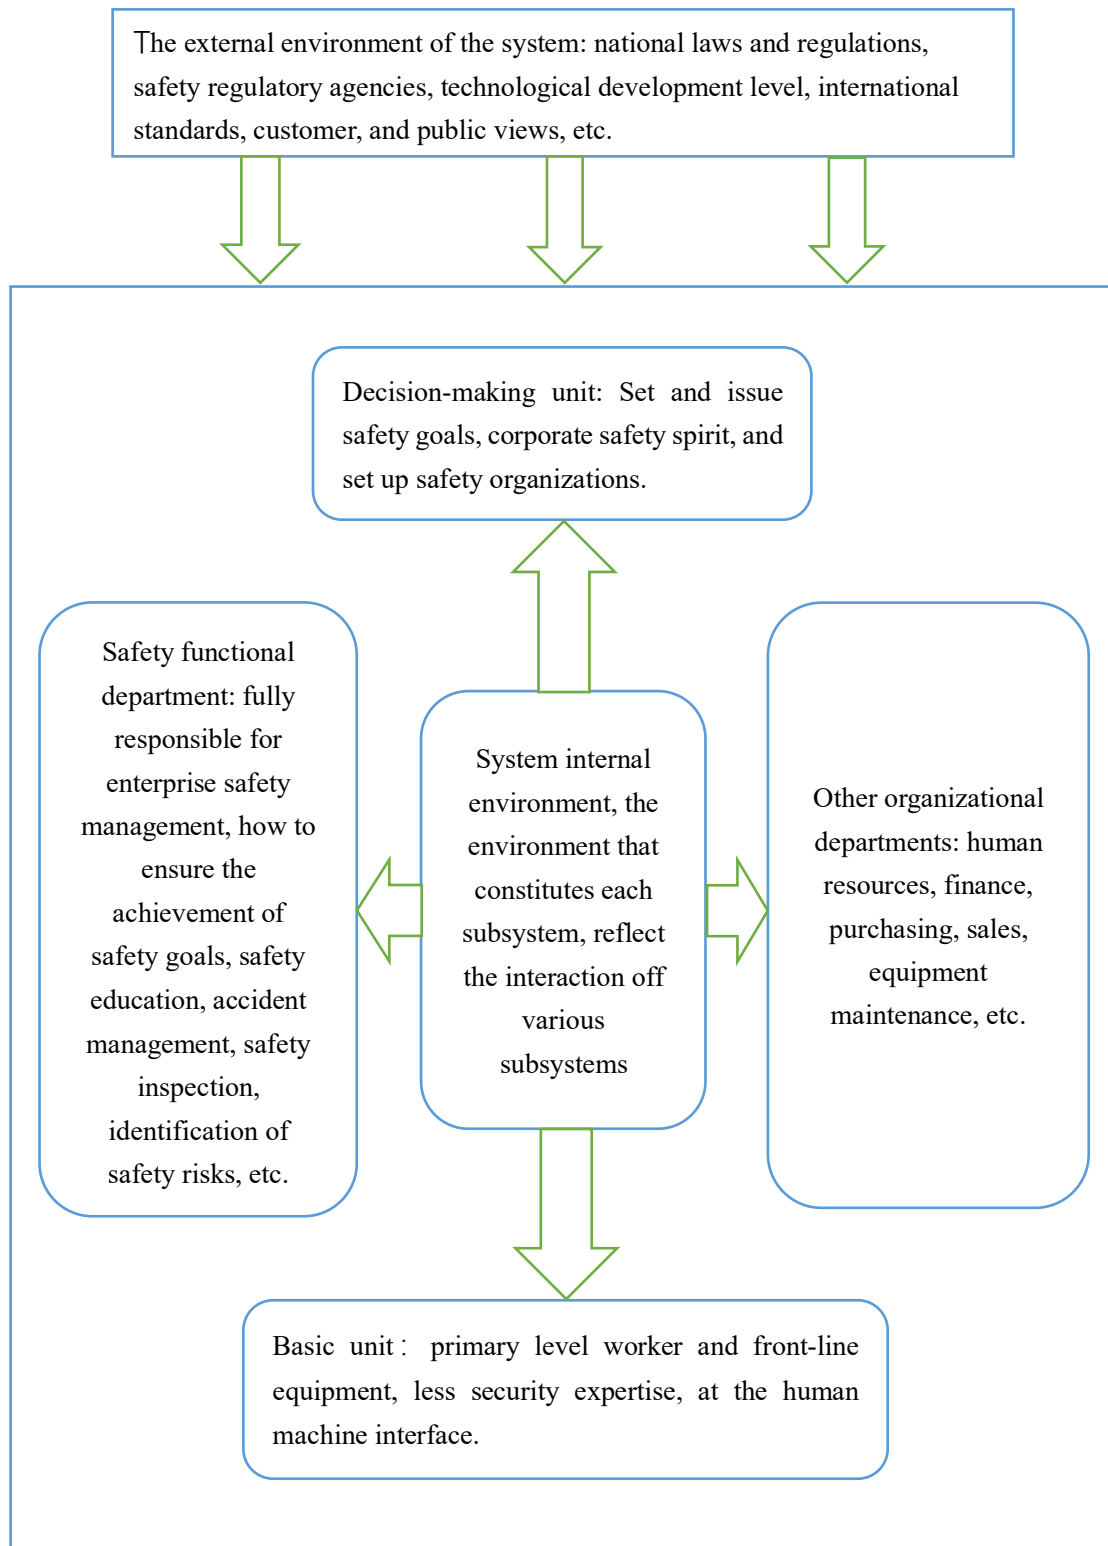 The external environment of the system: national laws and regulations,
safety regulatory agencies, technological development level, international
standards, customer, and public views, etc.
Decision-making unit: Set and issue
safety goals, corporate safety spirit, and
set up safety organizations.
Safety functional
department: fully
responsible for
enterprise safety
management, how to
ensure the
achievement of
safety goals, safety
education, accident
management, safety
inspection,
identification of
safety risks, etc.
System internal
environment, the
environment that
constitutes each
subsystem, reflect
the interaction off
various
subsystems
Other organizational
departments: human
resources, finance,
purchasing, sales,
equipment
maintenance, etc.
Basic unit： primary level worker and front-line
equipment, less security expertise, at the human
machine interface.